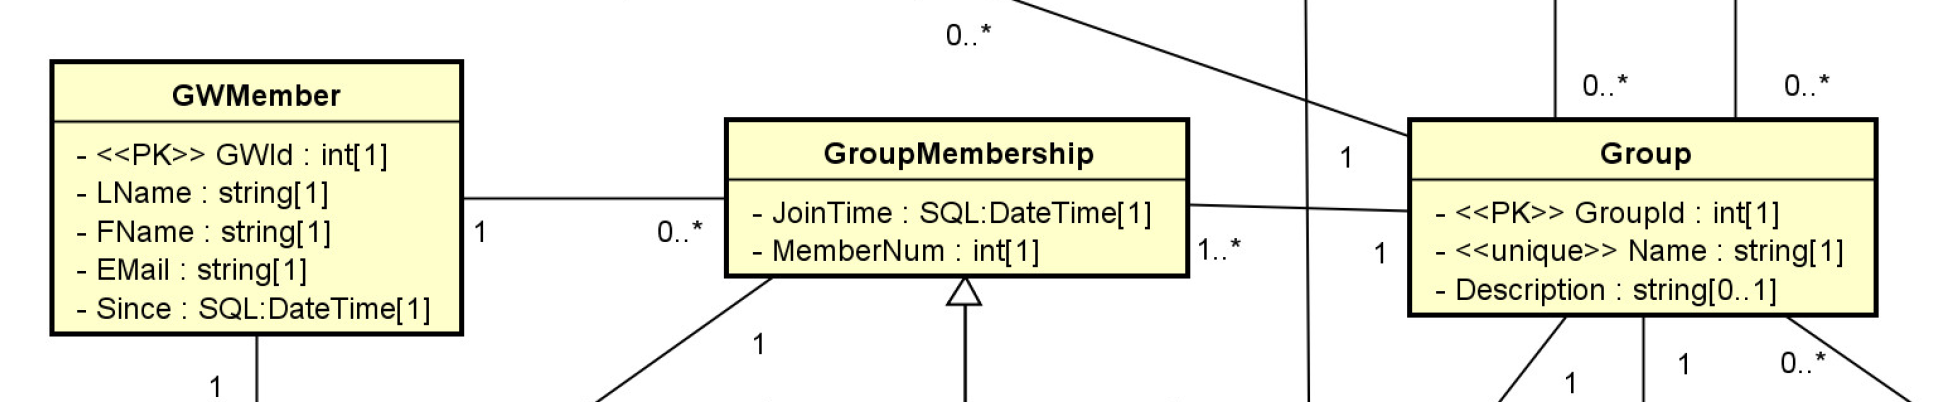 0..*
GWMember
- <<PK>> GWId : int[1]
- LName : string[1]
- FName : string[1]
- EMail : string[1]
- Since : SQL:DateTime[1]
1
1
0..*
GroupMembership
- JoinTime : SQL:DateTime[1]
- MemberNum : int[1]
1..*
1
1
1
0..*
0..*
Group
- <<PK>> GroupId : int[1]
- <<unique>> Name : string[1]
- Description : string[0..1]
1
1
0..*